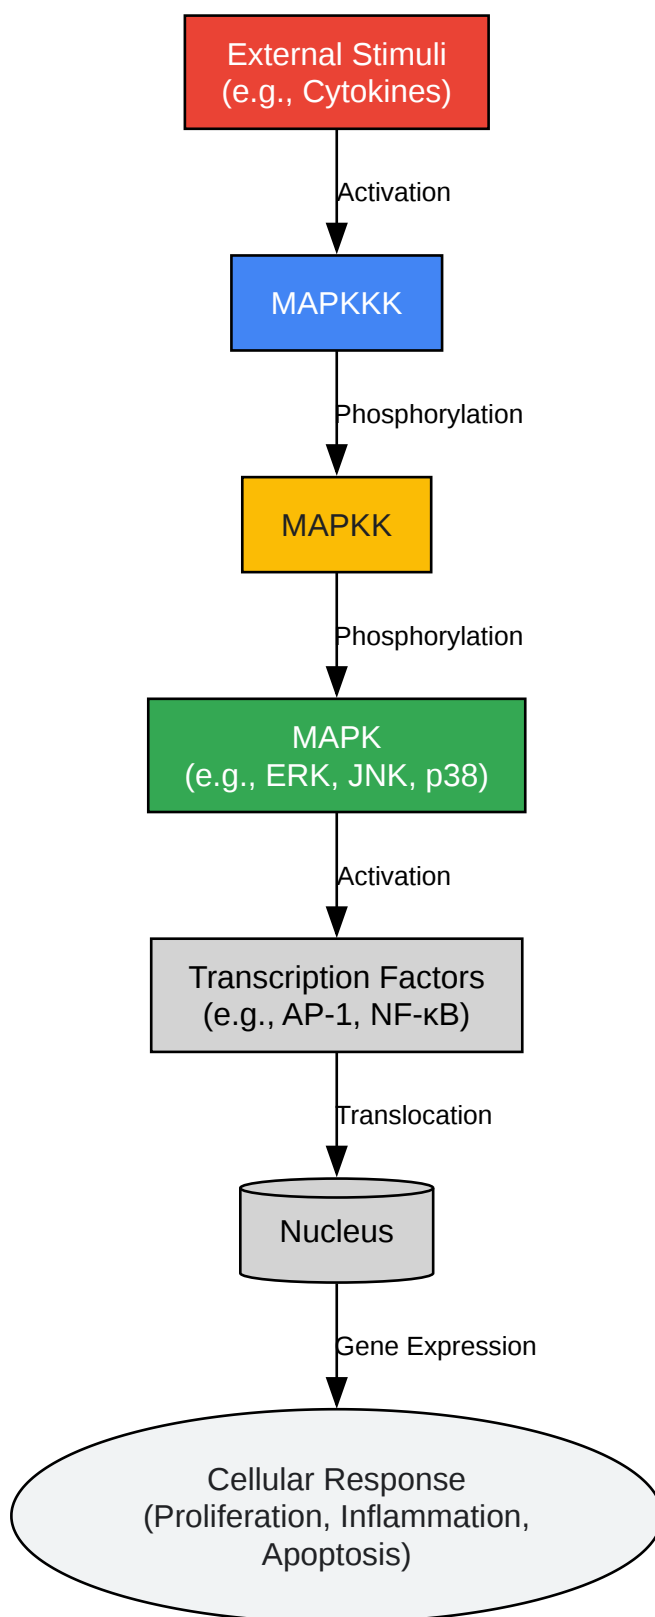 External Stimuli
(e.g., Cytokines)
Activation
MAPKKK
Phosphorylation
MAPKK
Phosphorylation
MAPK
(e.g., ERK, JNK, p38)
Activation
Transcription Factors
(e.g., AP-1, NF-κB)
Translocation
Nucleus
Gene Expression
Cellular Response
(Proliferation, Inflammation,
Apoptosis)